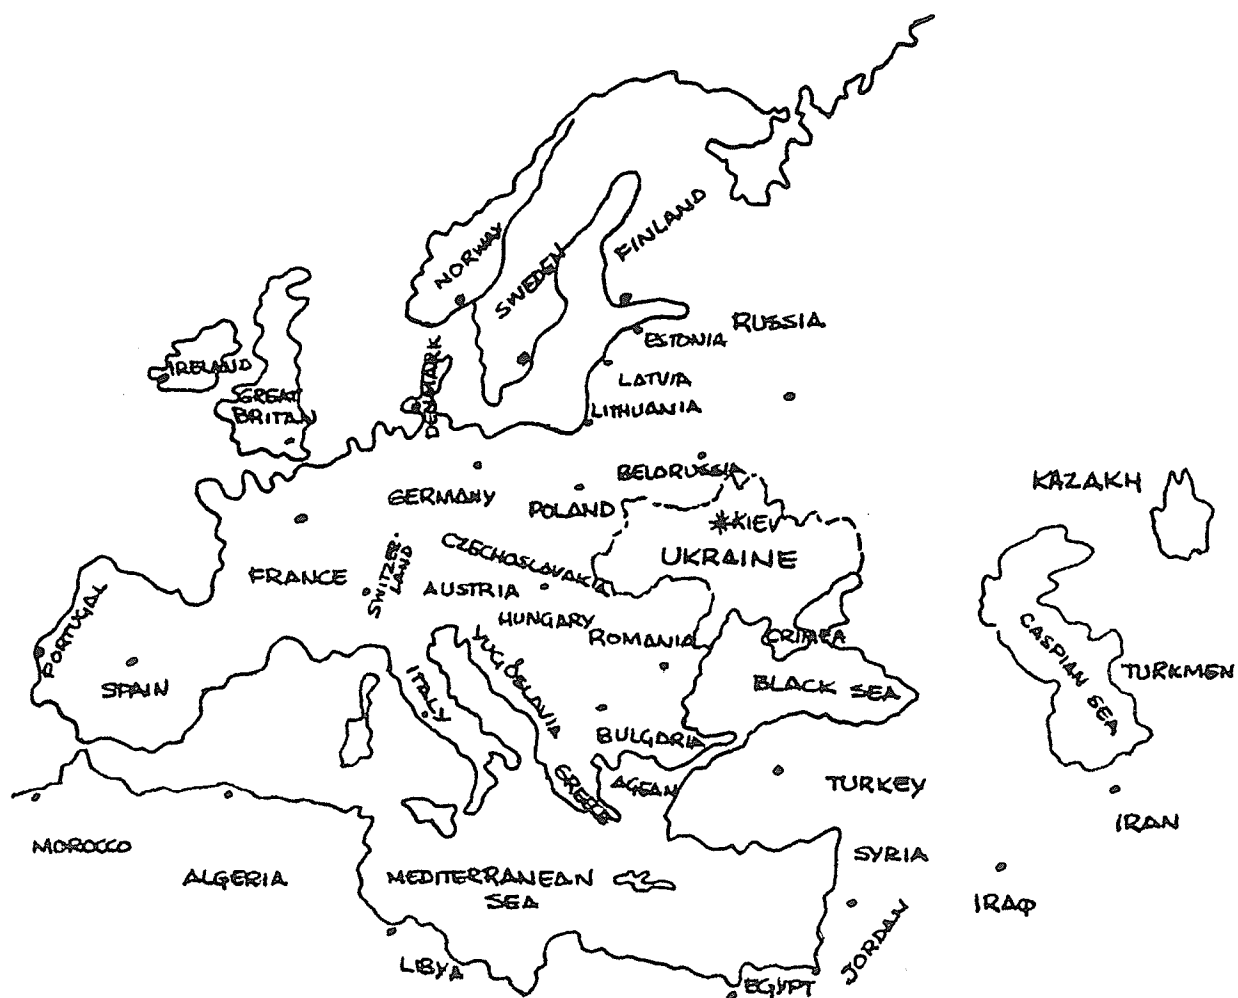 NORWAY
SWEDEN
FINLAND
RUSSIA
ESTONIA
IRELAND
DENMARK
LATVIA
GREAT
BRITAN
LITHUANIA
BELORUSSIA
KAZAKH
GERMANY
POLAND
KIEV
UKRAINE
CZECHOSLAVAKIA
SWITZER-
LAND
FRANCE
AUSTRIA
HUNGARY
PORTUGAL
ROMANIA
CRIMEA
CASPIAN SEA
TURKMEN
SPAIN
ITALY
YUGOSLAVIA
BLACK SEA
BULGARIA
GREECE
AGEAN
TURKEY
IRAN
MOROCCO
SYRIA
ALGERIA
MEDITERRANEAN
SEA
IRAQ
JORDAN
LIBYA
EGYPT